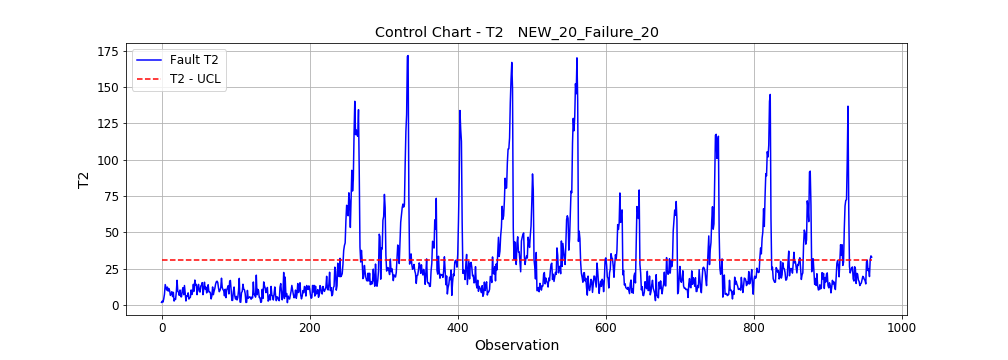 Control Chart - T2   NEW_20_Failure_20
Fault T2
T2 - UCL
175
150
125
100
75
50
25
0
T2
0 200 400 600 800 1000
Observation